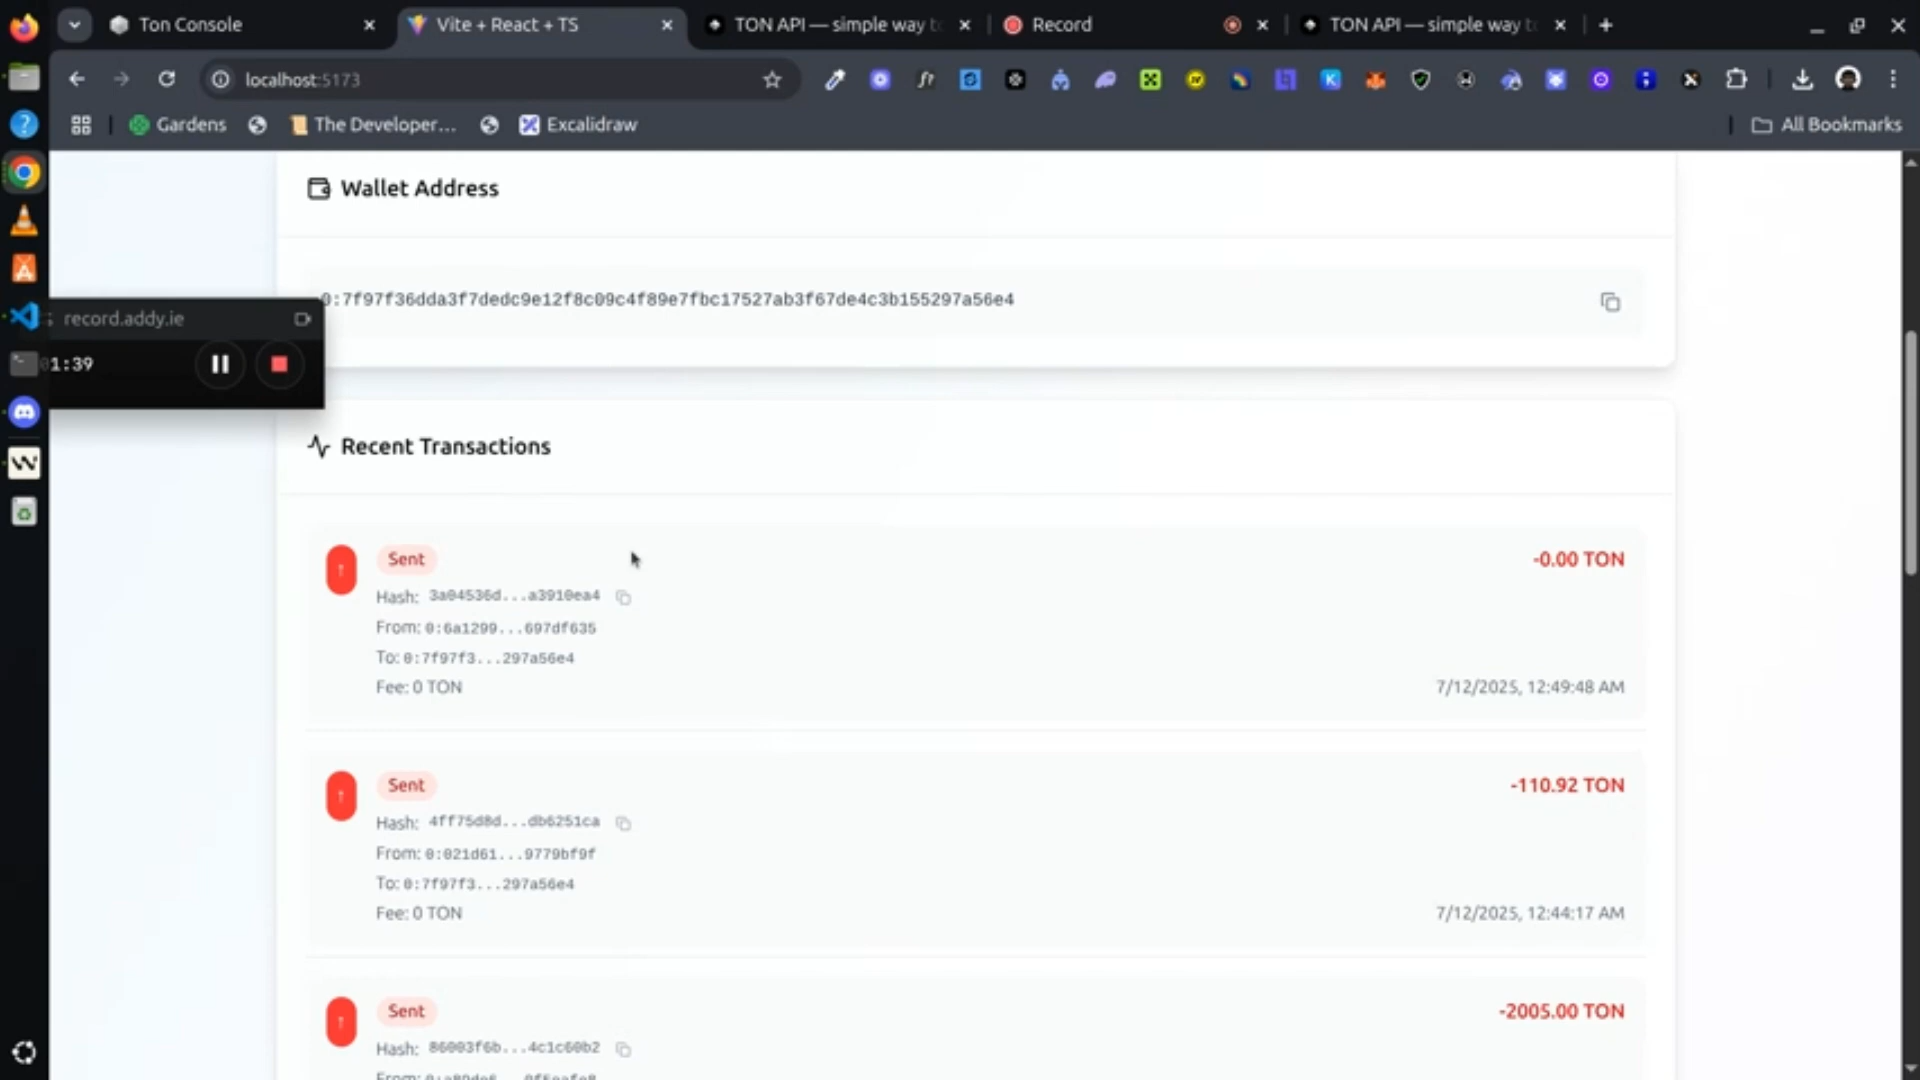 Ton Console
Vite + React + TS
TON API — simple way to
Record
TON API — simple way to
localhost:5173
Gardens
The Developer...
Excalidraw
All Bookmarks
Wallet Address
0:7f97f36dda3f7dedc9e12f8c09c4f89e7fbc17527ab3f67de4c3b155297a56e4
record.addy.ie
01:39
Recent Transactions
Sent
-0.00 TON
Hash: 3a04536d...a3910ea4
From: 0:6a1299...697df635
To: 0:7f97f3...297a56e4
Fee: 0 TON
7/12/2025, 12:49:48 AM
Sent
-110.92 TON
Hash: 4ff75d8d...db6251ca
From: 0:021d61...9779bf9f
To: 0:7f97f3...297a56e4
Fee: 0 TON
7/12/2025, 12:44:17 AM
Sent
-2005.00 TON
Hash: 86003f6b...4c1c60b2
From: